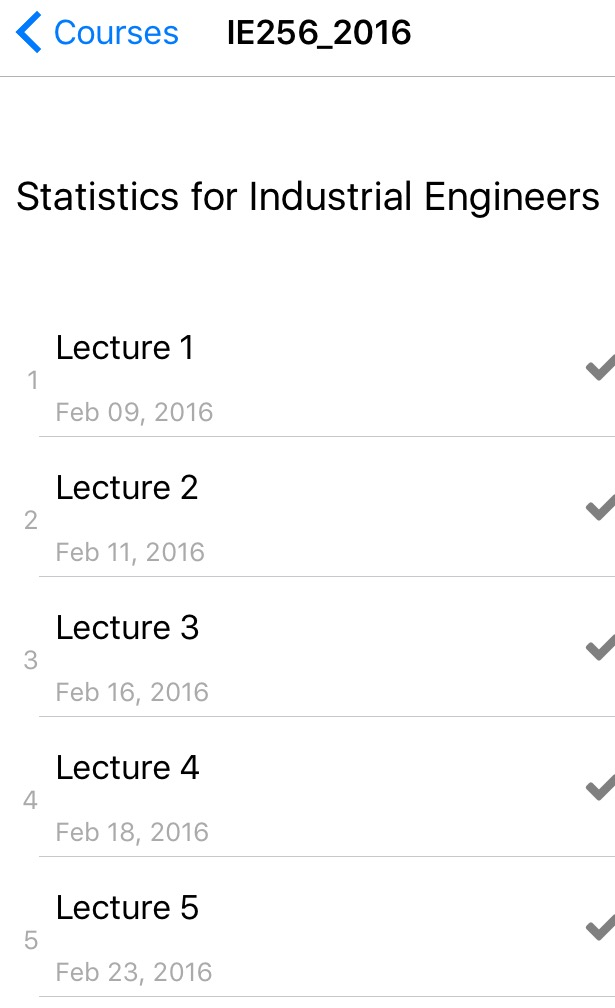 Courses IE256_2016
Statistics for Industrial Engineers
Lecture 1
1
Feb 09, 2016
Lecture 2
2
Feb 11, 2016
Lecture 3
3
Feb 16, 2016
Lecture 4
4
Feb 18, 2016
Lecture 5
5
Feb 23, 2016